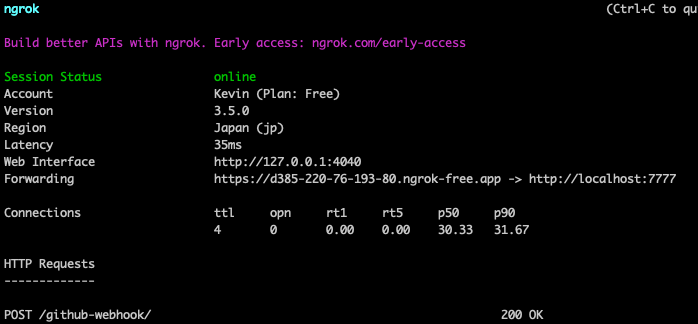 ngrok (Ctrl+C to qu
Build better APIs with ngrok. Early access: ngrok.com/early-access
Session Status online
Account Kevin (Plan: Free)
Version 3.5.0
Region Japan (jp)
Latency 35ms
Web Interface http://127.0.0.1:4040
Forwarding https://d385-220-76-193-80.ngrok-free.app -> http://localhost:7777
Connections ttl opn rt1 rt5 p50 p90
4 0 0.00 0.00 30.33 31.67
HTTP Requests
-------------
POST /github-webhook/ 200 OK